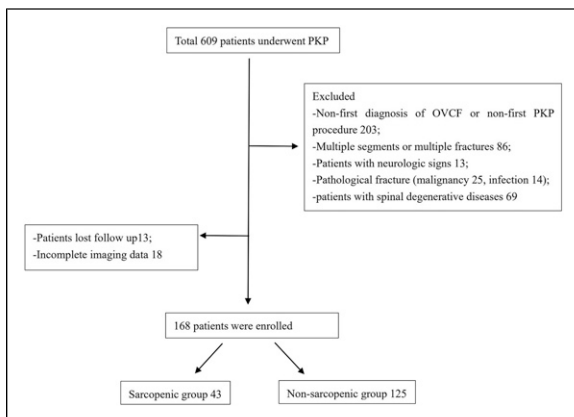 Total 609 patients underwent PKP
Excluded
-Non-first diagnosis of OVCF or non-first PKP
procedure 203;
-Multiple segments or multiple fractures 86;
-Patients with neurologic signs 13;
-Pathological fracture (malignancy 25, infection 14);
-patients with spinal degenerative diseases 69
-Patients lost follow up13;
-Incomplete imaging data 18
168 patients were enrolled
Sarcopenic group 43
Non-sarcopenic group 125